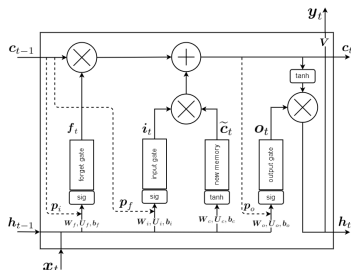 y_t
V
c_{t-1}
c_t
tanh
f_t
i_t
c̃_t
o_t
forget gate
input gate
new memory
output gate
sig
sig
tanh
sig
p_i
p_f
p_o
h_{t-1}
W_f, U_f, b_f
W_i, U_i, b_i
W_c, U_c, b_c
W_o, U_o, b_o
h_t
x_t